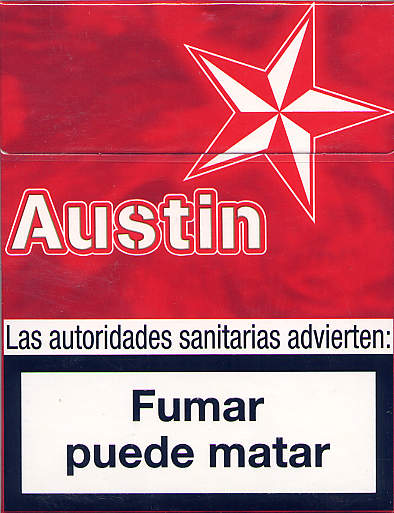 Austin
Las autoridades sanitarias advierten:
Fumar
puede matar